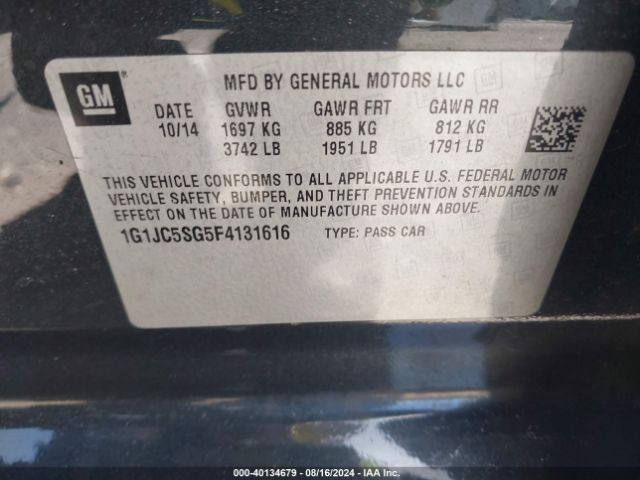 GM ® MFD BY GENERAL MOTORS LLC
DATE GVWR GAWR FRT GAWR RR
10/14 1697 KG 885 KG 812 KG
3742 LB 1951 LB 1791 LB
THIS VEHICLE CONFORMS TO ALL APPLICABLE U.S. FEDERAL MOTOR
VEHICLE SAFETY, BUMPER, AND THEFT PREVENTION STANDARDS IN
EFFECT ON THE DATE OF MANUFACTURE SHOWN ABOVE.
1G1JC5SG5F4131616 TYPE: PASS CAR
000-40134679 - 08/16/2024 - IAA Inc.